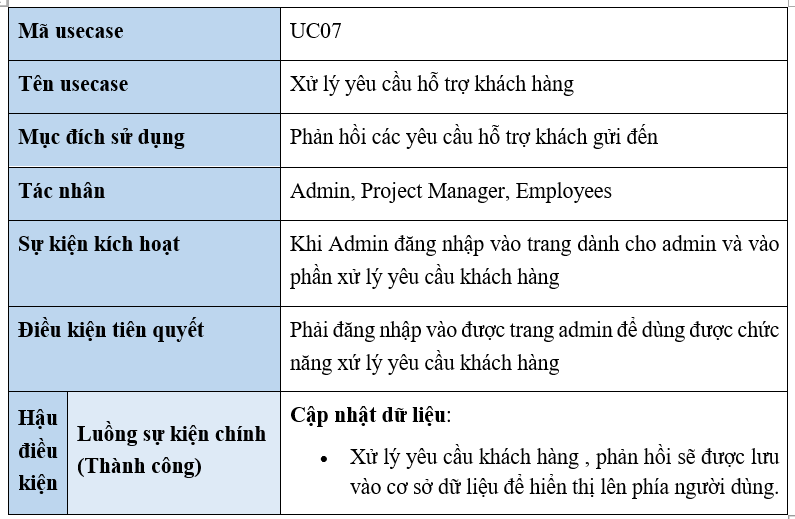 Mã usecase
UC07
Tên usecase
Xử lý yêu cầu hỗ trợ khách hàng
Mục đích sử dụng
Phản hồi các yêu cầu hỗ trợ khách gửi đến
Tác nhân
Admin, Project Manager, Employees
Sự kiện kích hoạt
Khi Admin đăng nhập vào trang dành cho admin và vào
phần xử lý yêu cầu khách hàng
Điều kiện tiên quyết
Phải đăng nhập vào được trang admin để dùng được chức
năng xứ lý yêu cầu khách hàng
Hậu
điều
kiện
Luồng sự kiện chính
(Thành công)
Cập nhật dữ liệu:
• Xử lý yêu cầu khách hàng , phản hồi sẽ được lưu
vào cơ sở dữ liệu để hiển thị lên phía người dùng.